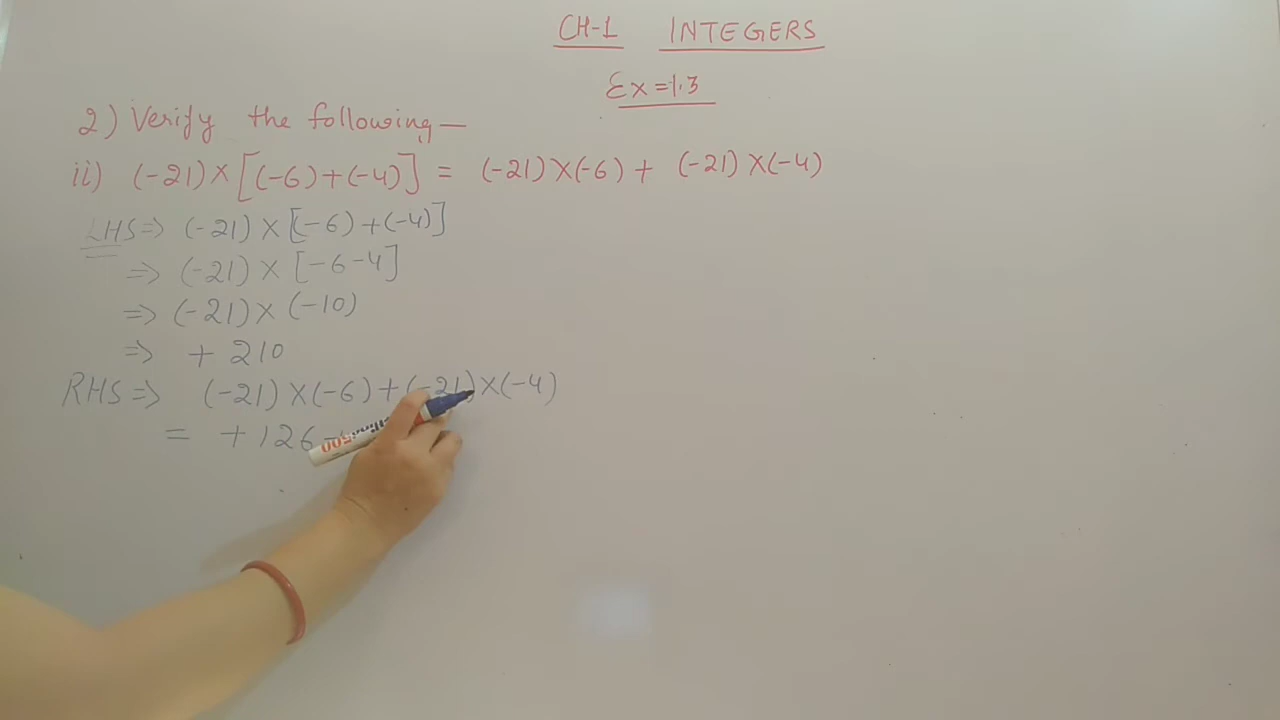 CH-1 INTEGERS
Ex=1.3
2) Verify the following—
ii) (-21)×[(-6)+(-4)] = (-21)×(-6) + (-21)×(-4)
LHS⇒ (-21)×[(-6)+(-4)]
⇒ (-21)×[-6-4]
⇒ (-21)×(-10)
⇒ +210
RHS⇒ (-21)×(-6)+(-21)×(-4)
= +126
500